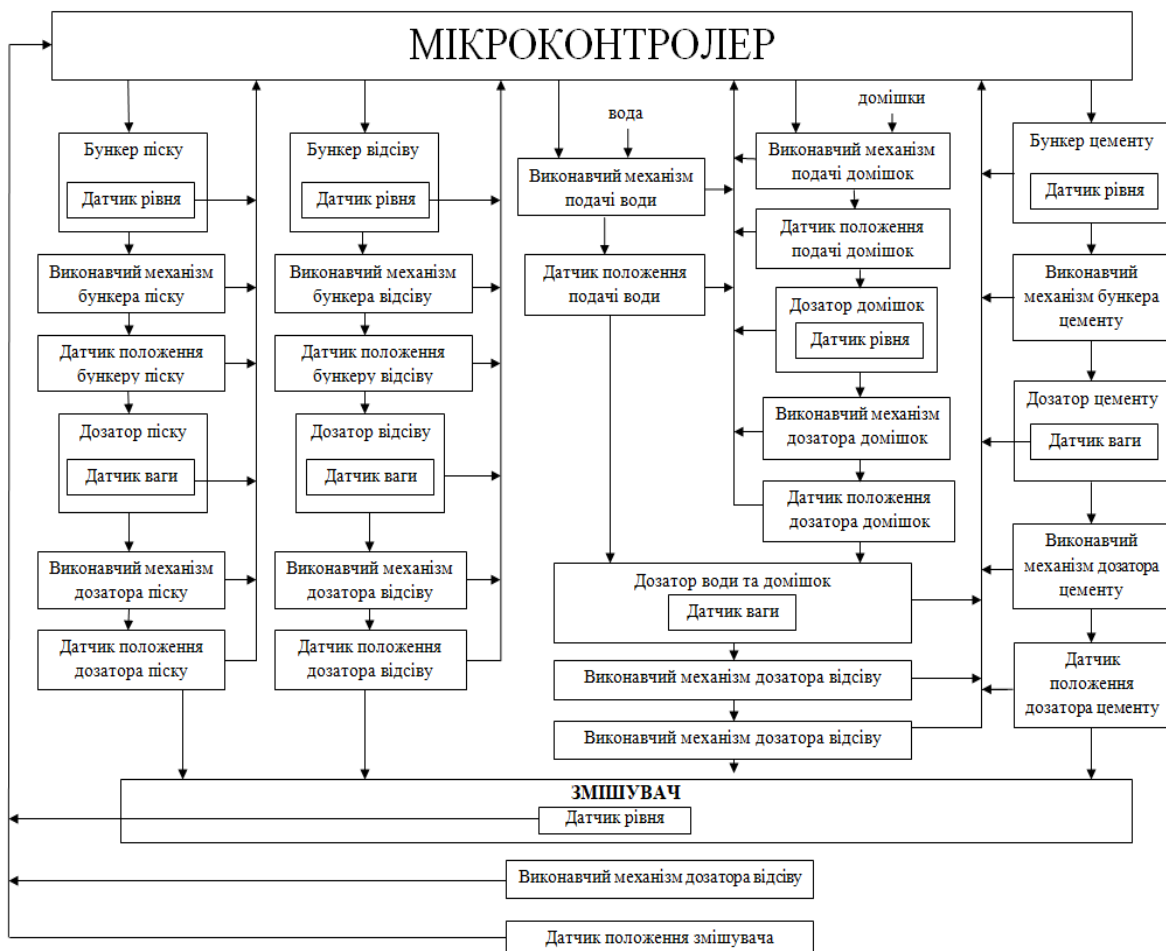 МІКРОКОНТРОЛЕР
Бункер піску
Датчик рівня
Виконавчий механізм
бункера піску
Датчик положення
бункеру піску
Дозатор піску
Датчик ваги
Виконавчий механізм
дозатора піску
Датчик положення
дозатора піску
Бункер відсіву
Датчик рівня
Виконавчий механізм
бункера відсіву
Датчик положення
бункеру відсіву
Дозатор відсіву
Датчик ваги
Виконавчий механізм
дозатора відсіву
Датчик положення
дозатора відсіву
вода
Виконавчий механізм
подачі води
Датчик положення
подачі води
домішки
Виконавчий механізм
подачі домішок
Датчик положення
подачі домішок
Дозатор домішок
Датчик рівня
Виконавчий механізм
дозатора домішок
Датчик положення
дозатора домішок
Дозатор води та домішок
Датчик ваги
Виконавчий механізм дозатора відсіву
Виконавчий механізм дозатора відсіву
Бункер цементу
Датчик рівня
Виконавчий
механізм бункера
цементу
Дозатор цементу
Датчик ваги
Виконавчий
механізм дозатора
цементу
Датчик
положення
дозатора цементу
ЗМІШУВАЧ
Датчик рівня
Виконавчий механізм дозатора відсіву
Датчик положення змішувача